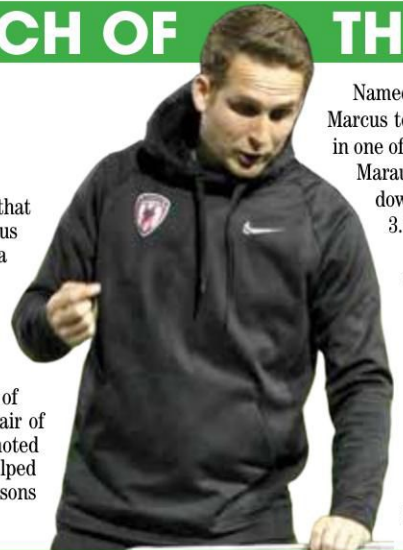 CH OF TH
Named
Marcus to
in one of
Marau
dow
3.
that
us
a
of
air of
noted
lped
sons